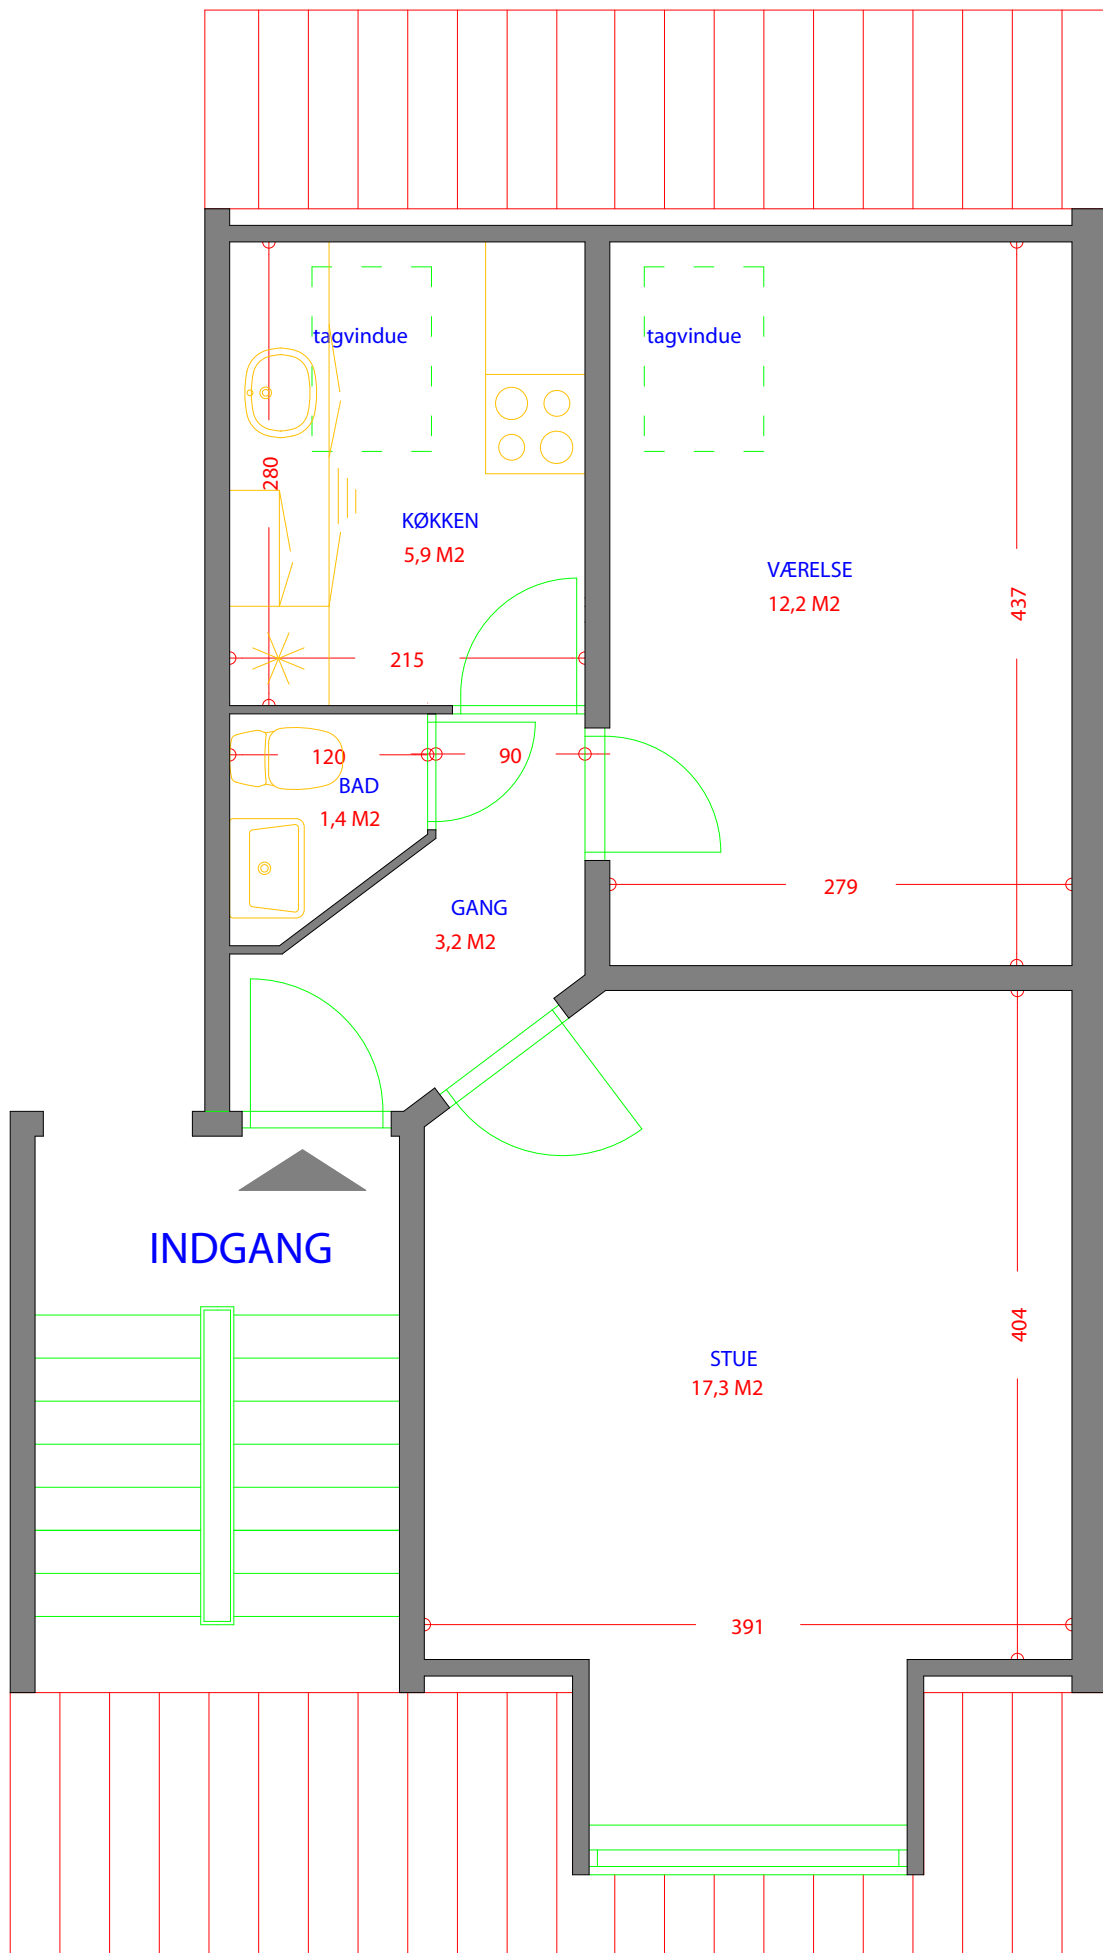 tagvindue
tagvindue
280
KØKKEN
5,9 M2
VÆRELSE
12,2 M2
437
215
120
90
BAD
1,4 M2
279
GANG
3,2 M2
INDGANG
404
STUE
17,3 M2
391